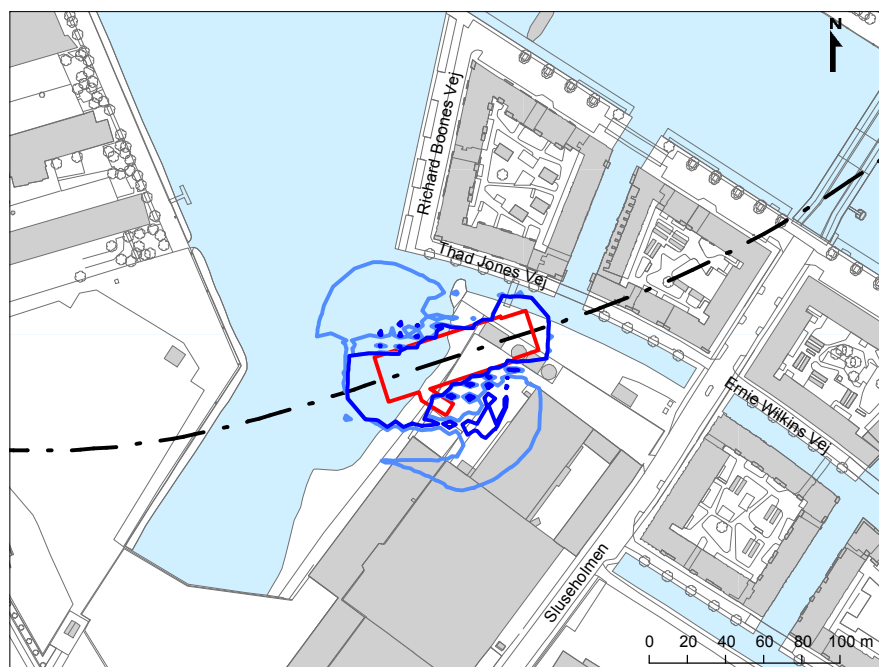 N
Richard Boones Vej
Thad Jones Vej
Ernie Wilkins Vej
Sluseholmen
0 20 40 60 80 100 m